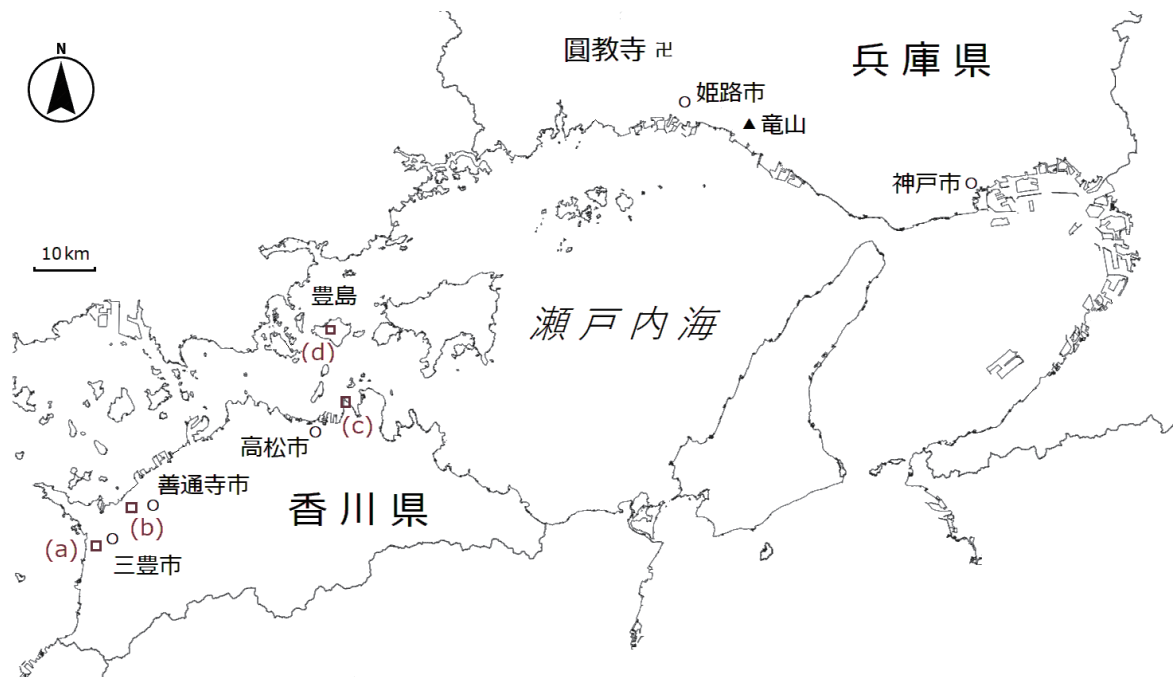 N
圓教寺 卍
兵庫県
姫路市
竜山
神戸市
10km
豊島
(d)
瀬戸内海
(c)
高松市
善通寺市
香川県
(b)
(a)
三豊市